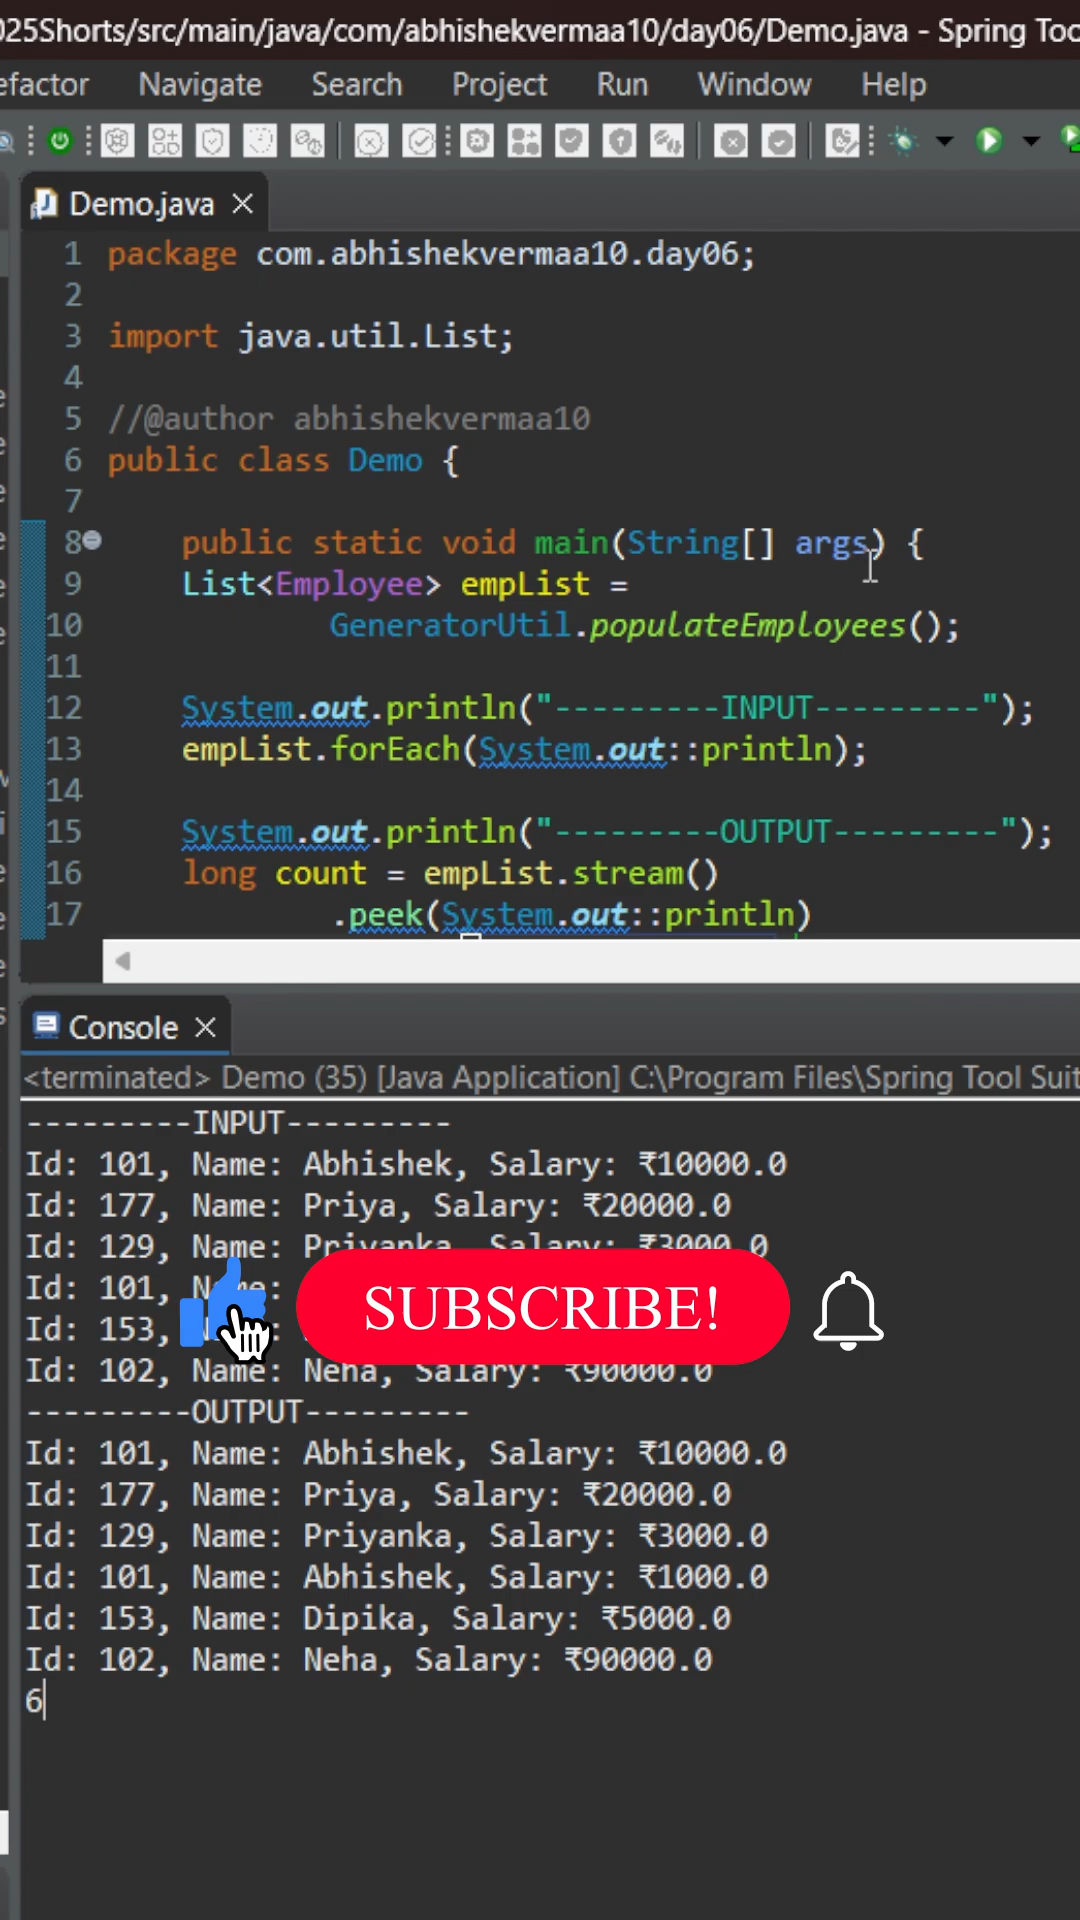 025Shorts/src/main/java/com/abhishekvermaa10/day06/Demo.java - Spring Too
efactor Navigate Search Project Run Window Help
Demo.java
1 package com.abhishekvermaa10.day06;
2
3 import java.util.List;
4
5 //@author abhishekvermaa10
6 public class Demo {
7
8 public static void main(String[] args) {
9 List<Employee> empList =
10 GeneratorUtil.populateEmployees();
11
12 System.out.println("---------INPUT---------");
13 empList.forEach(System.out::println);
14
15 System.out.println("---------OUTPUT---------");
16 long count = empList.stream()
17 .peek(System.out::println)
Console
<terminated> Demo (35) [Java Application] C:\Program Files\Spring Tool Suit
---------INPUT---------
Id: 101, Name: Abhishek, Salary: ₹10000.0
Id: 177, Name: Priya, Salary: ₹20000.0
Id: 129, Name: Priyanka, Salary: ₹3000.0
Id: 101, Name:
Id: 153,
SUBSCRIBE!
Id: 102, Name: Neha, Salary: ₹90000.0
---------OUTPUT---------
Id: 101, Name: Abhishek, Salary: ₹10000.0
Id: 177, Name: Priya, Salary: ₹20000.0
Id: 129, Name: Priyanka, Salary: ₹3000.0
Id: 101, Name: Abhishek, Salary: ₹1000.0
Id: 153, Name: Dipika, Salary: ₹5000.0
Id: 102, Name: Neha, Salary: ₹90000.0
6